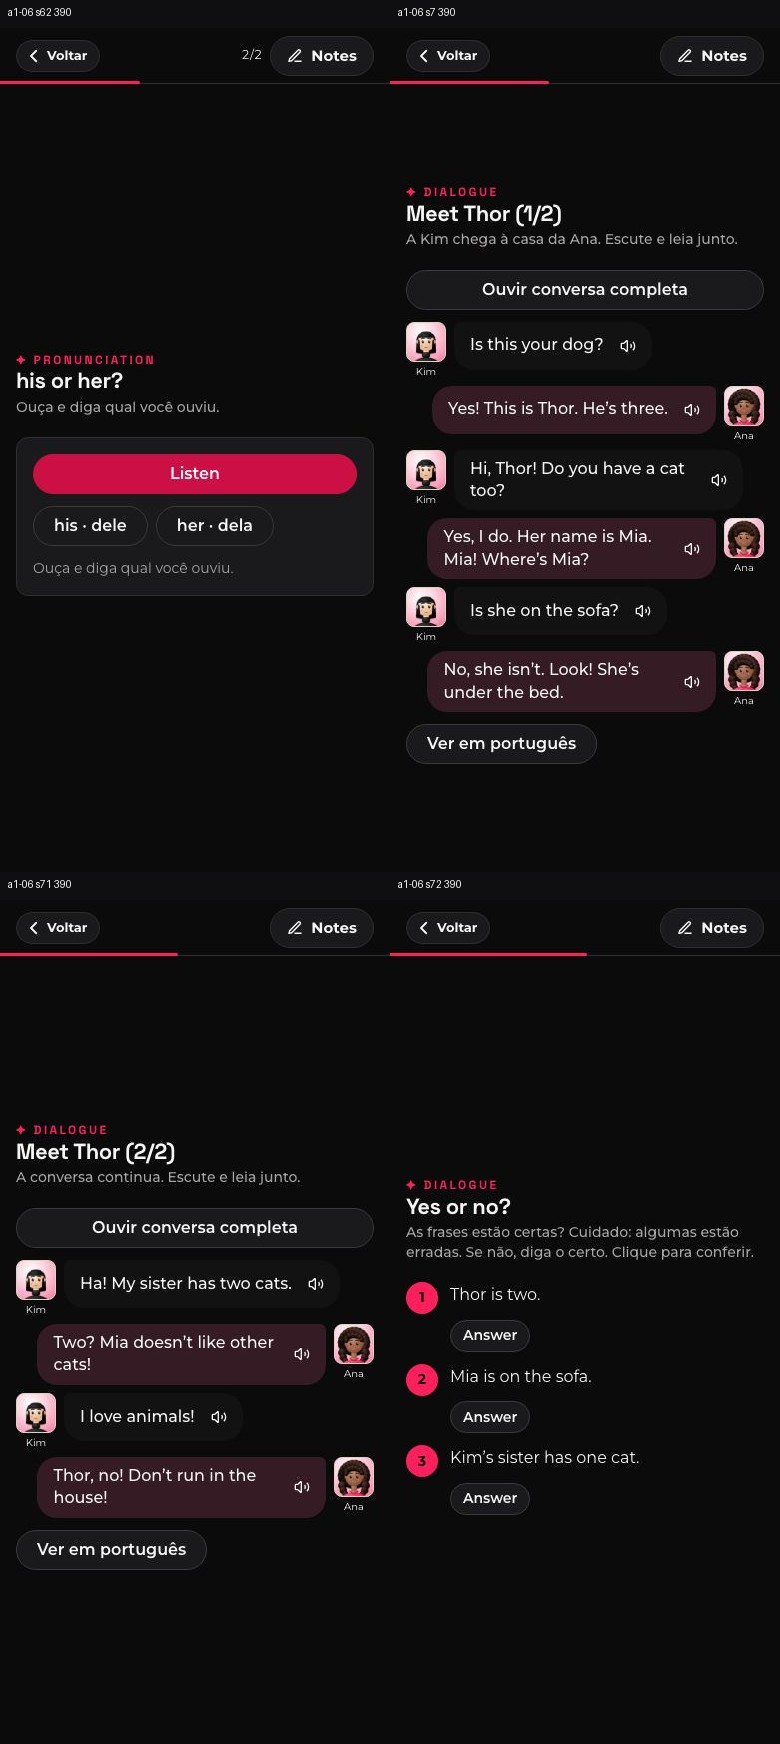 a1-06 s62 390
Voltar
2/2
Notes
PRONUNCIATION
his or her?
Ouça e diga qual você ouviu.
Listen
his · dele
her · dela
Ouça e diga qual você ouviu.
a1-06 s7 390
Voltar
Notes
DIALOGUE
Meet Thor (1/2)
A Kim chega à casa da Ana. Escute e leia junto.
Ouvir conversa completa
Is this your dog?
Kim
Yes! This is Thor. He's three.
Ana
Hi, Thor! Do you have a cat
too?
Kim
Yes, I do. Her name is Mia.
Mia! Where's Mia?
Ana
Is she on the sofa?
Kim
No, she isn't. Look! She's
under the bed.
Ana
Ver em português
a1-06 s71 390
Voltar
Notes
DIALOGUE
Meet Thor (2/2)
A conversa continua. Escute e leia junto.
Ouvir conversa completa
Ha! My sister has two cats.
Kim
Two? Mia doesn't like other
cats!
Ana
I love animals!
Kim
Thor, no! Don't run in the
house!
Ana
Ver em português
a1-06 s72 390
Voltar
Notes
DIALOGUE
Yes or no?
As frases estão certas? Cuidado: algumas estão
erradas. Se não, diga o certo. Clique para conferir.
1 Thor is two.
Answer
2 Mia is on the sofa.
Answer
3 Kim's sister has one cat.
Answer